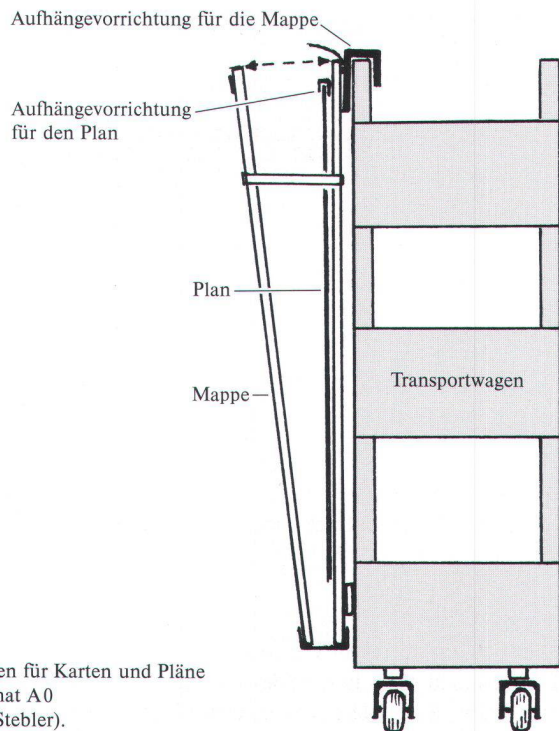 Aufhängevorrichtung für die Mappe
Aufhängevorrichtung
für den Plan
Plan
Mappe
Transportwagen
en für Karten und Pläne
nat A0
Stebler).